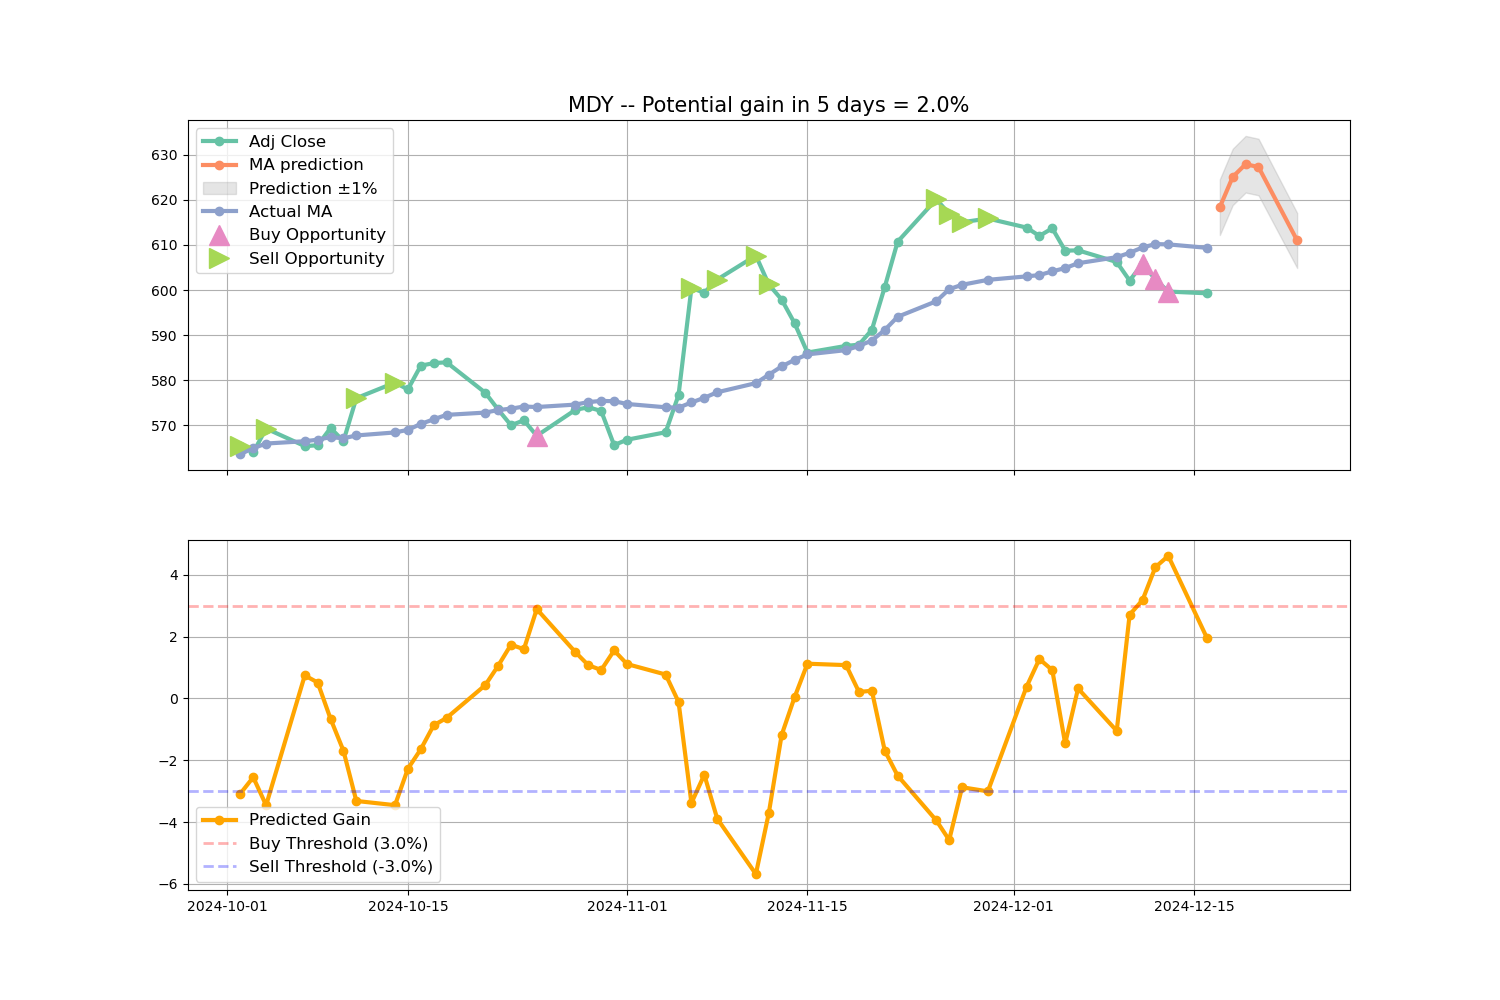 MDY -- Potential gain in 5 days = 2.0%
630
620
610
600
590
580
570
Adj Close
MA prediction
Prediction ±1%
Actual MA
Buy Opportunity
Sell Opportunity
4
2
0
−2
−4
−6
Predicted Gain
Buy Threshold (3.0%)
Sell Threshold (-3.0%)
2024-10-01
2024-10-15
2024-11-01
2024-11-15
2024-12-01
2024-12-15